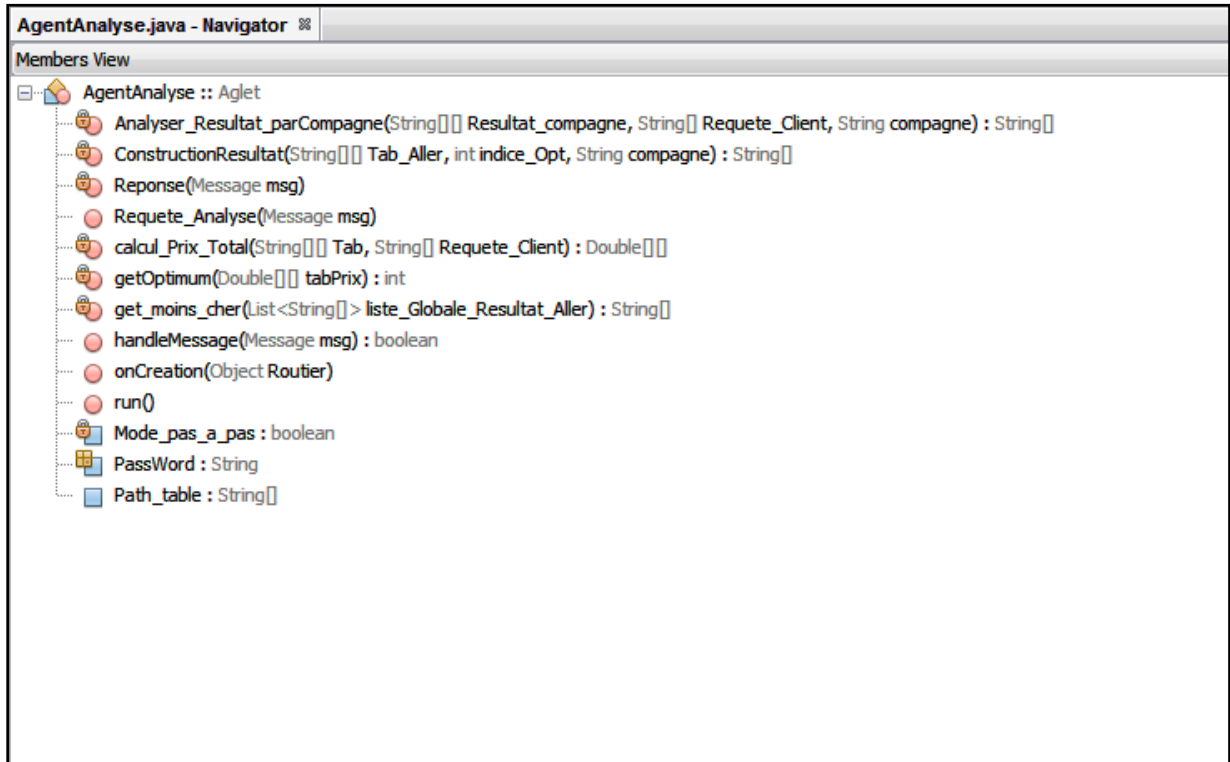 AgentAnalyse.java - Navigator
Members View
AgentAnalyse :: Aglet
Analyser_Resultat_parCompagne(String[][] Resultat_compagne, String[] Requete_Client, String compagne) : String[]
ConstructionResultat(String[][] Tab_Aller, int indice_Opt, String compagne) : String[]
Reponse(Message msg)
Requete_Analyse(Message msg)
calcul_Prix_Total(String[][] Tab, String[] Requete_Client) : Double[][]
getOptimum(Double[][] tabPrix) : int
get_moins_cher(List<String[]> liste_Globale_Resultat_Aller) : String[]
handleMessage(Message msg) : boolean
onCreation(Object Routier)
run()
Mode_pas_a_pas : boolean
PassWord : String
Path_table : String[]